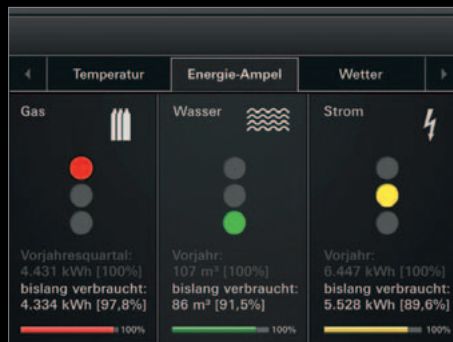 Temperatur
Energie-Ampel
Wetter
Gas
Vorjahresquartal:
4.431 kWh [100%]
bislang verbraucht:
4.334 kWh [97,8%]
100%
Wasser
Vorjahr:
107 m³ [100%]
bislang verbraucht:
86 m³ [91,5%]
100%
Strom
Vorjahr:
6.447 kWh [100%]
bislang verbraucht:
5.528 kWh [89,6%]
100%